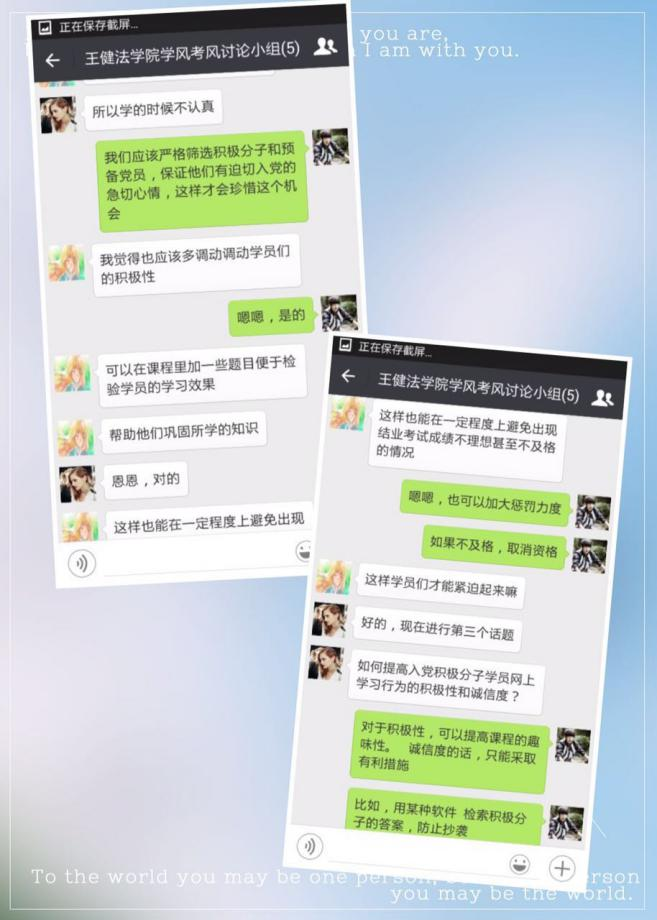 you are,
I am with you.
正在保存截屏...
王健法学院学风考风讨论小组(5)
所以学的时候不认真
我们应该严格筛选积极分子和预
备党员，保证他们有迫切入党的
急切心情，这样才会珍惜这个机
会
我觉得也应该多调动调动学员们
的积极性
嗯嗯，是的
可以在课程里加一些题目便于检
验学员的学习效果
帮助他们巩固所学的知识
恩恩，对的
这样也能在一定程度上避免出现
正在保存截屏...
王健法学院学风考风讨论小组(5)
这样也能在一定程度上避免出现
结业考试成绩不理想甚至不及格
的情况
嗯嗯，也可以加大惩罚力度
如果不及格，取消资格
这样学员们才能紧迫起来嘛
好的，现在进行第三个话题
如何提高入党积极分子学员网上
学习行为的积极性和诚信度？
对于积极性，可以提高课程的趣
味性。 诚信度的话，只能采取
有利措施
比如，用某种软件 检索积极分
子的答案，防止抄袭
To the world you may be one person,
you may be the world.